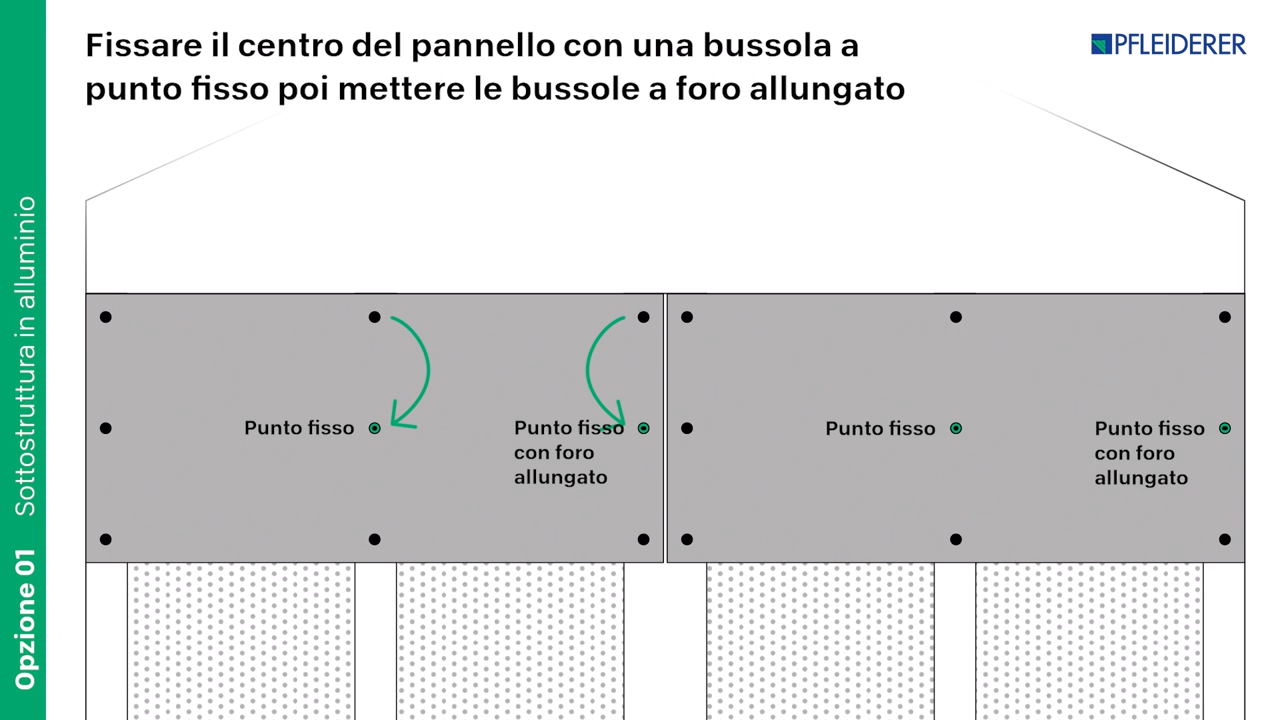 Fissare il centro del pannello con una bussola a
punto fisso poi mettere le bussole a foro allungato
PFLEIDERER
Opzione 01 Sottostruttura in alluminio
Punto fisso
Punto fisso
con foro
allungato
Punto fisso
Punto fisso
con foro
allungato